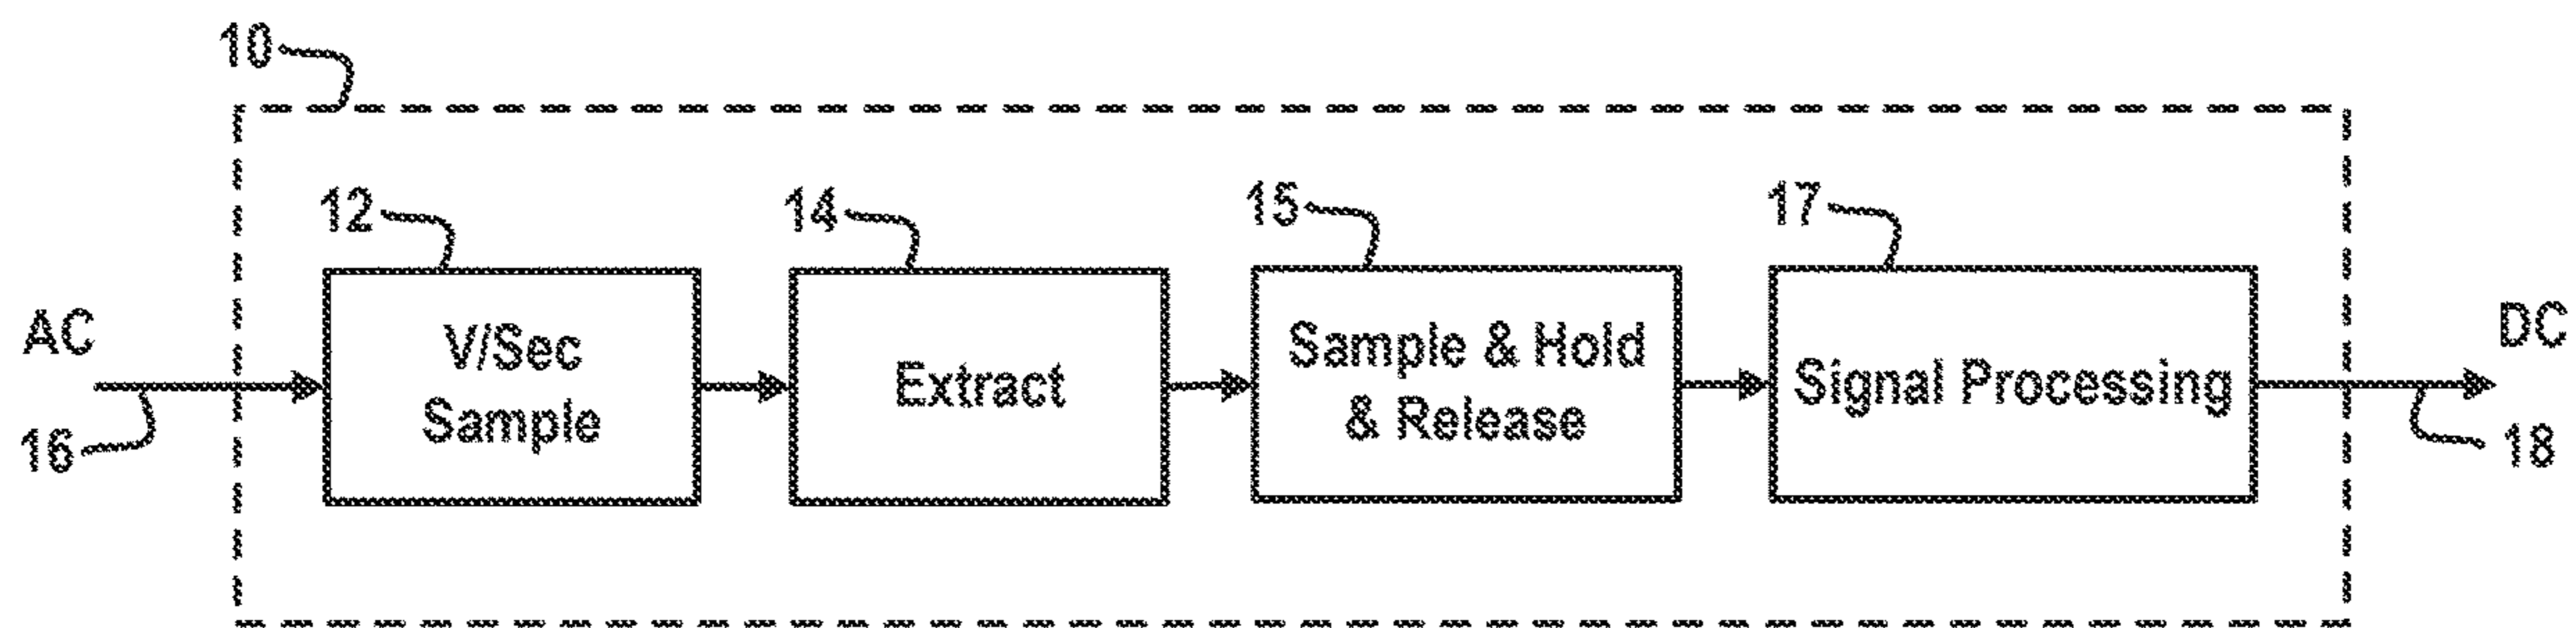 10
12
14
15
17
AC
V/Sec
Sample
Extract
Sample & Hold
& Release
Signal Processing
DC
16
18